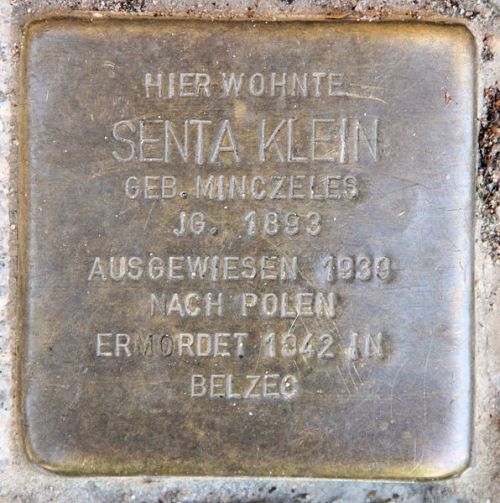 HIER WOHNTE
SENTA KLEIN
GEB. MINCZELES
JG. 1893
AUSGEWIESEN 1939
NACH POLEN
ERMORDET 1942 IN
BELZEC